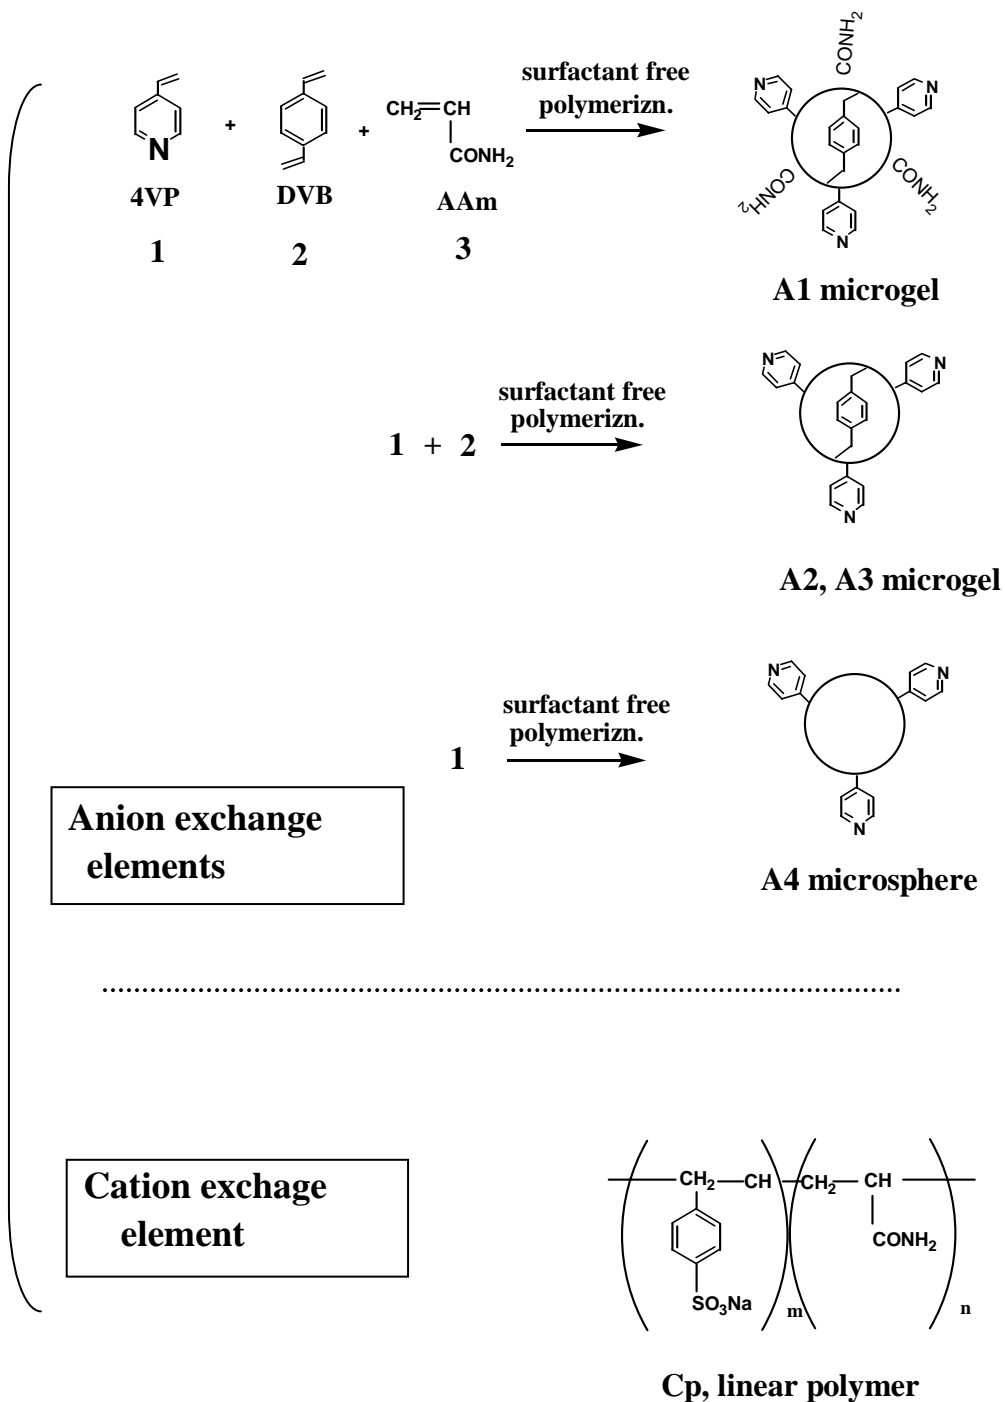 N
4VP
1
+
DVB
2
+
CH2=CH
CONH2
AAm
3
surfactant free
polymerizn.
CONH2
N
N
CONH2
CONH2
N
A1 microgel
1 + 2
surfactant free
polymerizn.
N
N
N
A2, A3 microgel
1
surfactant free
polymerizn.
N
N
N
A4 microsphere
Anion exchange
elements
Cation exchage
element
CH2
CH
CH2
CH
CONH2
SO3Na
m
n
Cp, linear polymer